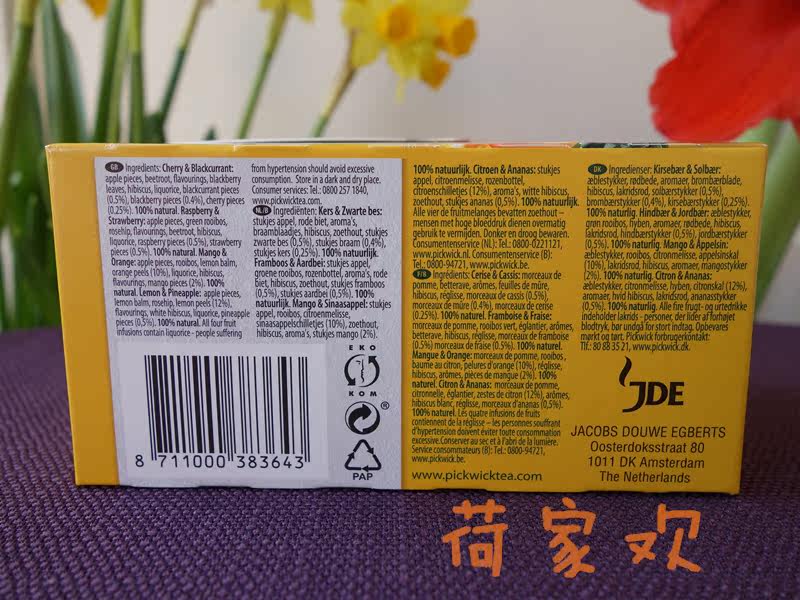 GB Ingredients: Cherry & Blackcurrant:
apple pieces, beetroot, flavourings, blackberry
leaves, hibiscus, liquorice, blackcurrant pieces
(0.5%), blackberry pieces (0.4%), cherry pieces
(0.25%). 100% natural. Raspberry &
Strawberry: apple pieces, green rooibos,
rosehip, flavourings, beetroot, hibiscus,
liquorice, raspberry pieces (0.5%), strawberry
pieces (0.5%). 100% natural. Mango &
Orange: apple pieces, rooibos, lemon balm,
orange peels (10%), liquorice, hibiscus,
flavourings, mango pieces (2%). 100%
natural. Lemon & Pineapple: apple pieces,
lemon balm, rosehip, lemon peels (12%),
flavourings, white hibiscus, liquorice, pineapple
pieces (0.5%). 100% natural. All four fruit
infusions contain liquorice - people suffering
from hypertension should avoid excessive
consumption. Store in a dark and dry place.
Consumer services: Tel.: 0800 257 1840,
www.pickwicktea.com.
NL/B Ingrediënten: Kers & Zwarte bes:
stukjes appel, rode biet, aroma's,
braambladjes, hibiscus, zoethout, stukjes
zwarte bes (0,5%), stukjes braam (0,4%),
stukjes kers (0,25%). 100% natuurlijk.
Framboos & Aardbei: stukjes appel,
groene rooibos, rozenbottel, aroma's, rode
biet, hibiscus, zoethout, stukjes framboos
(0,5%), stukjes aardbei (0,5%). 100%
natuurlijk. Mango & Sinaasappel: stukjes
appel, rooibos, citroenmelisse,
sinaasappelschilletjes (10%), zoethout,
hibiscus, aroma's, stukjes mango (2%).
100% natuurlijk. Citroen & Ananas: stukjes
appel, citroenmelisse, rozenbottel,
citroenschilletjes (12%), aroma's, witte hibiscus,
zoethout, stukjes ananas (0,5%). 100% natuurlijk.
Alle vier de fruitmelanges bevatten zoethout –
mensen met hoge bloeddruk dienen overmatig
gebruik te vermijden. Donker en droog bewaren.
Consumentenservice (NL): Tel.: 0800-0221121,
www.pickwick.nl. Consumentenservice (B):
Tel.: 0800-94721, www.pickwick.be.
F/B Ingrédients: Cerise & Cassis: morceaux de
pomme, betterave, arômes, feuilles de mûre,
hibiscus, réglisse, morceaux de cassis (0.5%),
morceaux de mûre (0.4%), morceaux de cerise
(0.25%). 100% naturel. Framboise & Fraise:
morceaux de pomme, rooibos vert, églantier, arômes,
betterave, hibiscus, réglisse, morceaux de framboise
(0.5%) morceaux de fraise (0.5%). 100% naturel.
Mangue & Orange: morceaux de pomme, rooibos,
baume au citron, pelures d'orange (10%), réglisse,
hibiscus, arômes, pièces de mangue (2%). 100%
naturel. Citron & Ananas: morceaux de pomme,
citronnelle, églantier, zestes de citron (12%), arômes,
hibiscus blanc, réglisse, morceaux d'ananas (0,5%).
100% naturel. Les quatre infusions de fruits
contiennent de la réglisse – les personnes souffrant
d'hypertension doivent éviter toute consommation
excessive. Conserver au sec et à l'abri de la lumière.
Service consommateurs (B): Tel.: 0800-94721,
www.pickwick.be.
www.pickwicktea.com
DK Ingredienser: Kirsebær & Solbær:
æblestykker, rødbede, aromaer, brombærblade,
hibiscus, lakridsrod, solbærstykker (0,5%),
brombærstykker (0,4%), kirsebærstykker (0,25%).
100% naturlig. Hindbær & Jordbær: æblestykker,
grøn rooibos, hyben, aromaer, rødbede, hibiscus,
lakridsrod, hindbærstykker (0,5%), jordbærstykker
(0,5%). 100% naturlig. Mango & Appelsin:
æblestykker, rooibos, citronmelisse, appelsinskal
(10%), lakridsrod, hibiscus, aromaer, mangostykker
(2%). 100% naturlig. Citron & Ananas:
æblestykker, citronmelisse, hyben, citronskal (12%),
aromaer, hvid hibiscus, lakridsrod, ananasstykker
(0,5%). 100% naturlig. Alle fire frugt - og urtedrikke
indeholder lakrids - personer, der lider af forhøjet
blodtryk, bør undgå for stort indtag. Opbevares
mørkt og tørt. Pickwick forbrugerkontakt:
Tlf.: 80 88 35 21, www.pickwick.dk.
JDE
JACOBS DOUWE EGBERTS
Oosterdoksstraat 80
1011 DK Amsterdam
The Netherlands
EKO
KOM
®
PAP
8 711000 383643
荷家欢